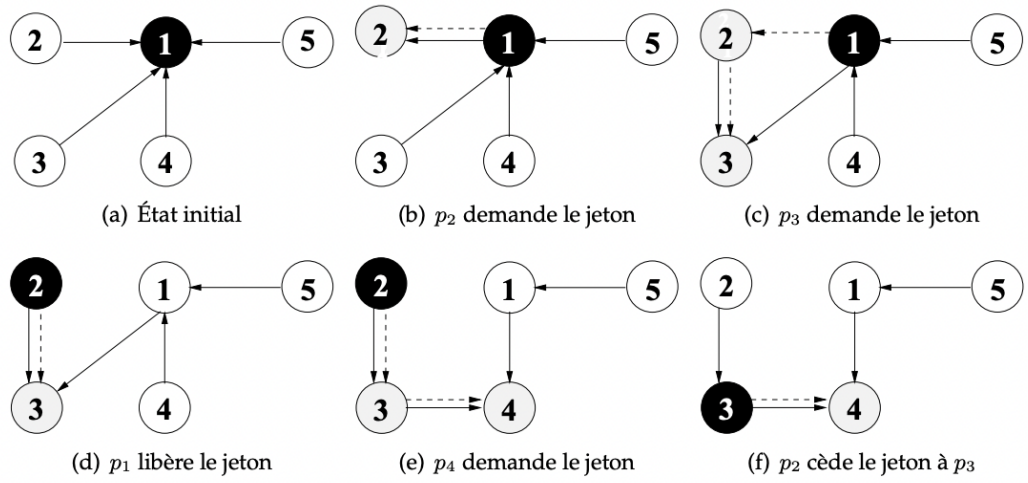 2 1 5
3 4
(a) État initial
2 1 5
3 4
(b) p2 demande le jeton
2 1 5
3 4
(c) p3 demande le jeton
2 1 5
3 4
(d) p1 libère le jeton
2 1 5
3 4
(e) p4 demande le jeton
2 1 5
3 4
(f) p2 cède le jeton à p3